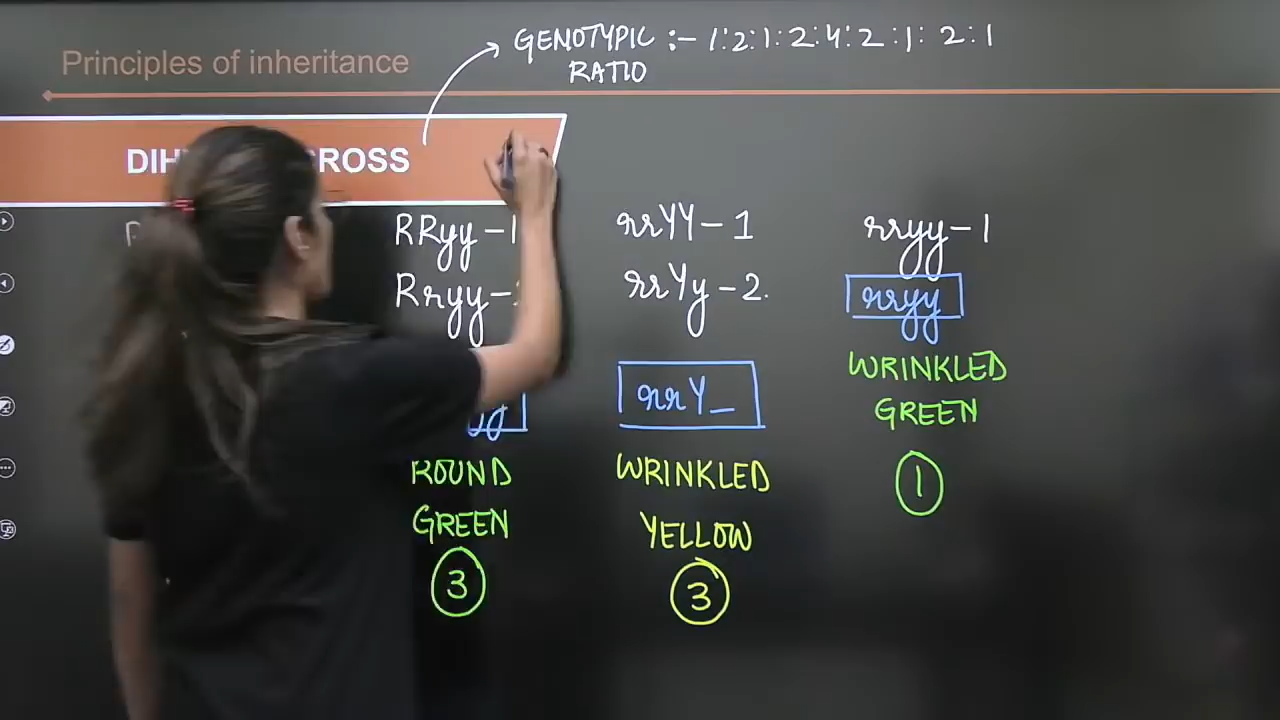 GENOTYPIC :- 1:2:1:2:4:2:1:2:1
RATIO
Principles of inheritance
CROSS
RRyy - 1
Rryy -
ROUND
GREEN
3
rrYY - 1
rrYy - 2.
rrY_
WRINKLED
YELLOW
3
rryy - 1
rryy
WRINKLED
GREEN
1